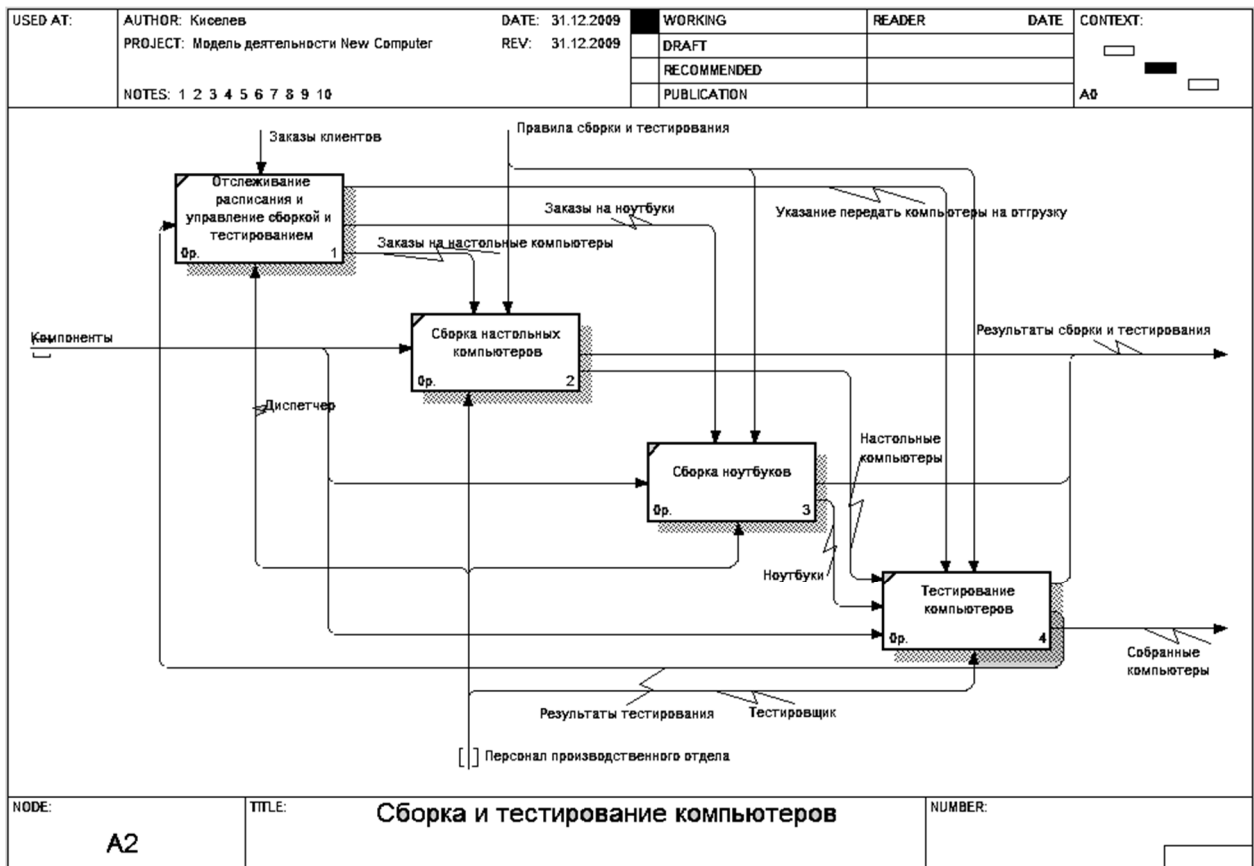 USED AT:
AUTHOR: Киселев
DATE: 31.12.2009
WORKING
READER
DATE
CONTEXT:
PROJECT: Модель деятельности New Computer
REV: 31.12.2009
DRAFT
RECOMMENDED
NOTES: 1 2 3 4 5 6 7 8 9 10
PUBLICATION
A0
Заказы клиентов
Правила сборки и тестирования
Отслеживание
расписания и
управление сборкой и
тестированием
0р.
1
Заказы на ноутбуки
Указание передать компьютеры на отгрузку
Заказы на настольные компьютеры
Компоненты
Сборка настольных
компьютеров
0р.
2
Результаты сборки и тестирования
Диспетчер
Настольные
компьютеры
Сборка ноутбуков
0р.
3
Ноутбуки
Тестирование
компьютеров
0р.
4
Собранные
компьютеры
Результаты тестирования
Тестировщик
Персонал производственного отдела
NODE:
A2
TITLE:
Сборка и тестирование компьютеров
NUMBER: